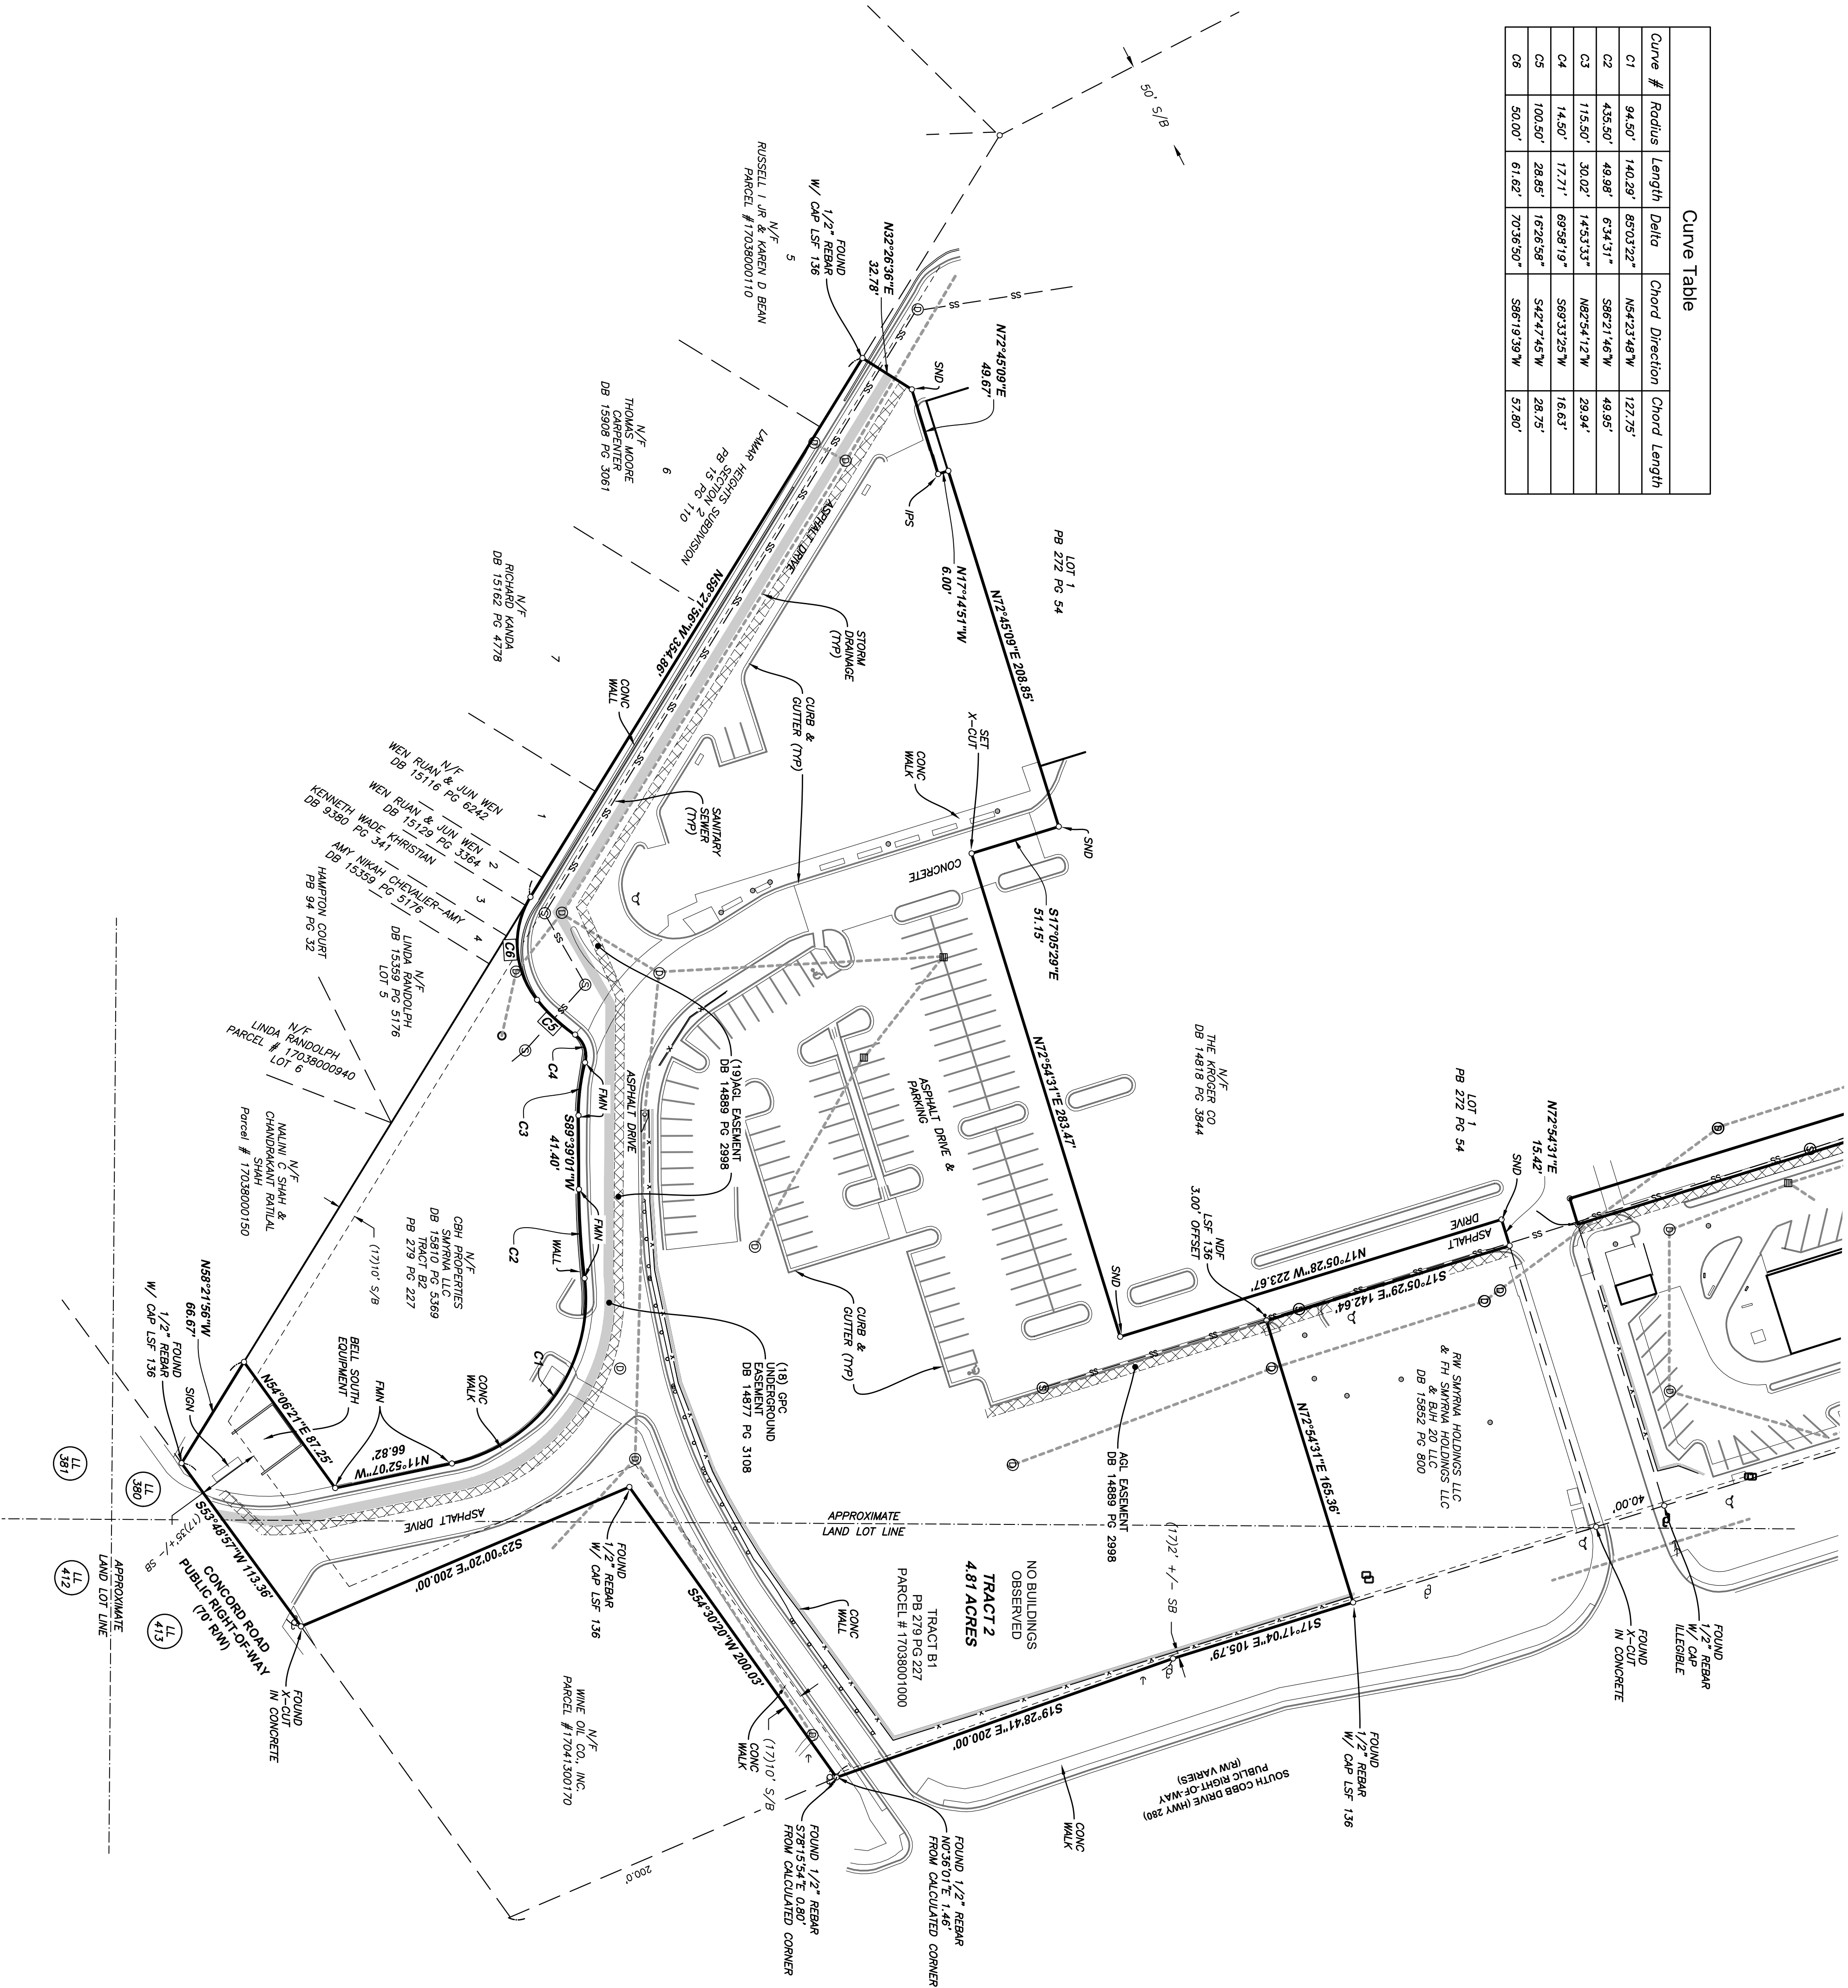 Curve Table
Curve # Radius Length Delta Chord Direction Chord Length
C1 94.50' 140.29' 85°03'22" N54°23'48"W 127.75'
C2 435.50' 49.98' 6°34'31" S86°21'46"W 49.95'
C3 115.50' 30.02' 14°53'33" N82°54'12"W 29.94'
C4 14.50' 17.71' 69°58'19" S69°33'25"W 16.63'
C5 100.50' 28.85' 16°26'58" S42°47'45"W 28.75'
C6 50.00' 61.62' 70°36'50" S86°19'39"W 57.80'
50' S/B
N/F
RUSSELL I JR & KAREN D BEAN
PARCEL #17038000110
5
FOUND
1/2" REBAR
W/ CAP LSF 136
N32°26'36"E
32.78'
N72°45'09"E
49.67'
SND
IPS
N17°14'51"W
6.00'
LOT 1
PB 272 PG 54
N72°45'09"E 208.85'
N/F
THOMAS MOORE
CARPENTER
DB 15908 PG 3061
6
LAMAR HEIGHTS SUBDIVISION
SECTION 2
PB 15 PG 110
ASPHALT DRIVE
N58°21'56"W 354.86'
STORM
DRAINAGE
(TYP)
CURB &
GUTTER (TYP)
SET
X-CUT
CONC
WALK
SND
S17°05'29"E
51.15'
N/F
RICHARD KANDA
DB 15162 PG 4778
7
CONC
WALL
SANITARY
SEWER
(TYP)
CONCRETE
N/F
WEN RUAN & JUN WEN
DB 15116 PG 6242
1
WEN RUAN & JUN WEN
DB 15129 PG 3364
2
KENNETH WADE KHRISTIAN
DB 9380 PG 341
3
AMY NIKAH CHEVALIER-AMY
DB 15359 PG 5176
4
HAMPTON COURT
PB 94 PG 32
N/F
LINDA RANDOLPH
DB 15359 PG 5176
LOT 5
N/F
LINDA RANDOLPH
PARCEL # 17038000940
LOT 6
C6
C5
C4
FMN
C3
S89°39'01"W
41.40'
FMN
C2
WALL
ASPHALT DRIVE
(19)AGL EASEMENT
DB 14889 PG 2998
ASPHALT DRIVE &
PARKING
N72°54'31"E 283.47'
N/F
THE KROGER CO
DB 14818 PG 3844
LOT 1
PB 272 PG 54
N72°54'31"E
15.42'
SND
NDF
LSF 136
3.00' OFFSET
ASPHALT
DRIVE
N17°05'28"W 223.67'
S17°05'29"E 142.64'
SND
N/F
NALINI C SHAH &
CHANDRAKANT RATILAL
SHAH
Parcel # 17038000150
(17)10' S/B
N/F
CBH PROPERTIES
SMYRNA LLC
DB 15810 PG 5369
TRACT B2
PB 279 PG 227
N58°21'56"W
66.67'
FOUND
1/2" REBAR
W/ CAP LSF 136
SIGN
BELL SOUTH
EQUIPMENT
FMN
N54°06'21"E 87.25'
C1
CONC
WALK
N11°52'07"W
66.82'
(18) GPC
UNDERGROUND
EASEMENT
DB 14877 PG 3108
CURB &
GUTTER (TYP)
AGL EASEMENT
DB 14889 PG 2998
RW SMYRNA HOLDINGS LLC
& FH SMYRNA HOLDINGS LLC
& BJH 20 LLC
DB 15852 PG 800
N72°54'31"E 165.36'
40.00'
LL
381
LL
380
LL
412
LL
413
APPROXIMATE
LAND LOT LINE
S53°48'57"W 113.36'
(17)35' +/- SB
CONCORD ROAD
PUBLIC RIGHT-OF-WAY
(70' R/W)
ASPHALT DRIVE
S23°00'20"E 200.00'
FOUND
X-CUT
IN CONCRETE
FOUND
1/2" REBAR
W/ CAP LSF 136
S54°30'20"W 200.03'
N/F
WINE OIL CO., INC.
PARCEL #17041300170
APPROXIMATE
LAND LOT LINE
CONC
WALL
NO BUILDINGS
OBSERVED
TRACT 2
4.81 ACRES
TRACT B1
PB 279 PG 227
PARCEL # 17038001000
(17)2' +/- SB
S17°17'04"E 105.79'
S19°28'41"E 200.00'
FOUND
1/2" REBAR
W/ CAP
ILLEGIBLE
FOUND
X-CUT
IN CONCRETE
FOUND
1/2" REBAR
W/ CAP LSF 136
SOUTH COBB DRIVE (HWY 280)
PUBLIC RIGHT-OF-WAY
(R/W VARIES)
CONC
WALK
CONC
WALK
(17)10' S/B
200.0'
FOUND 1/2" REBAR
N0°36'01"E 1.46'
FROM CALCULATED CORNER
FOUND 1/2" REBAR
S78°15'54"E 0.80'
FROM CALCULATED CORNER